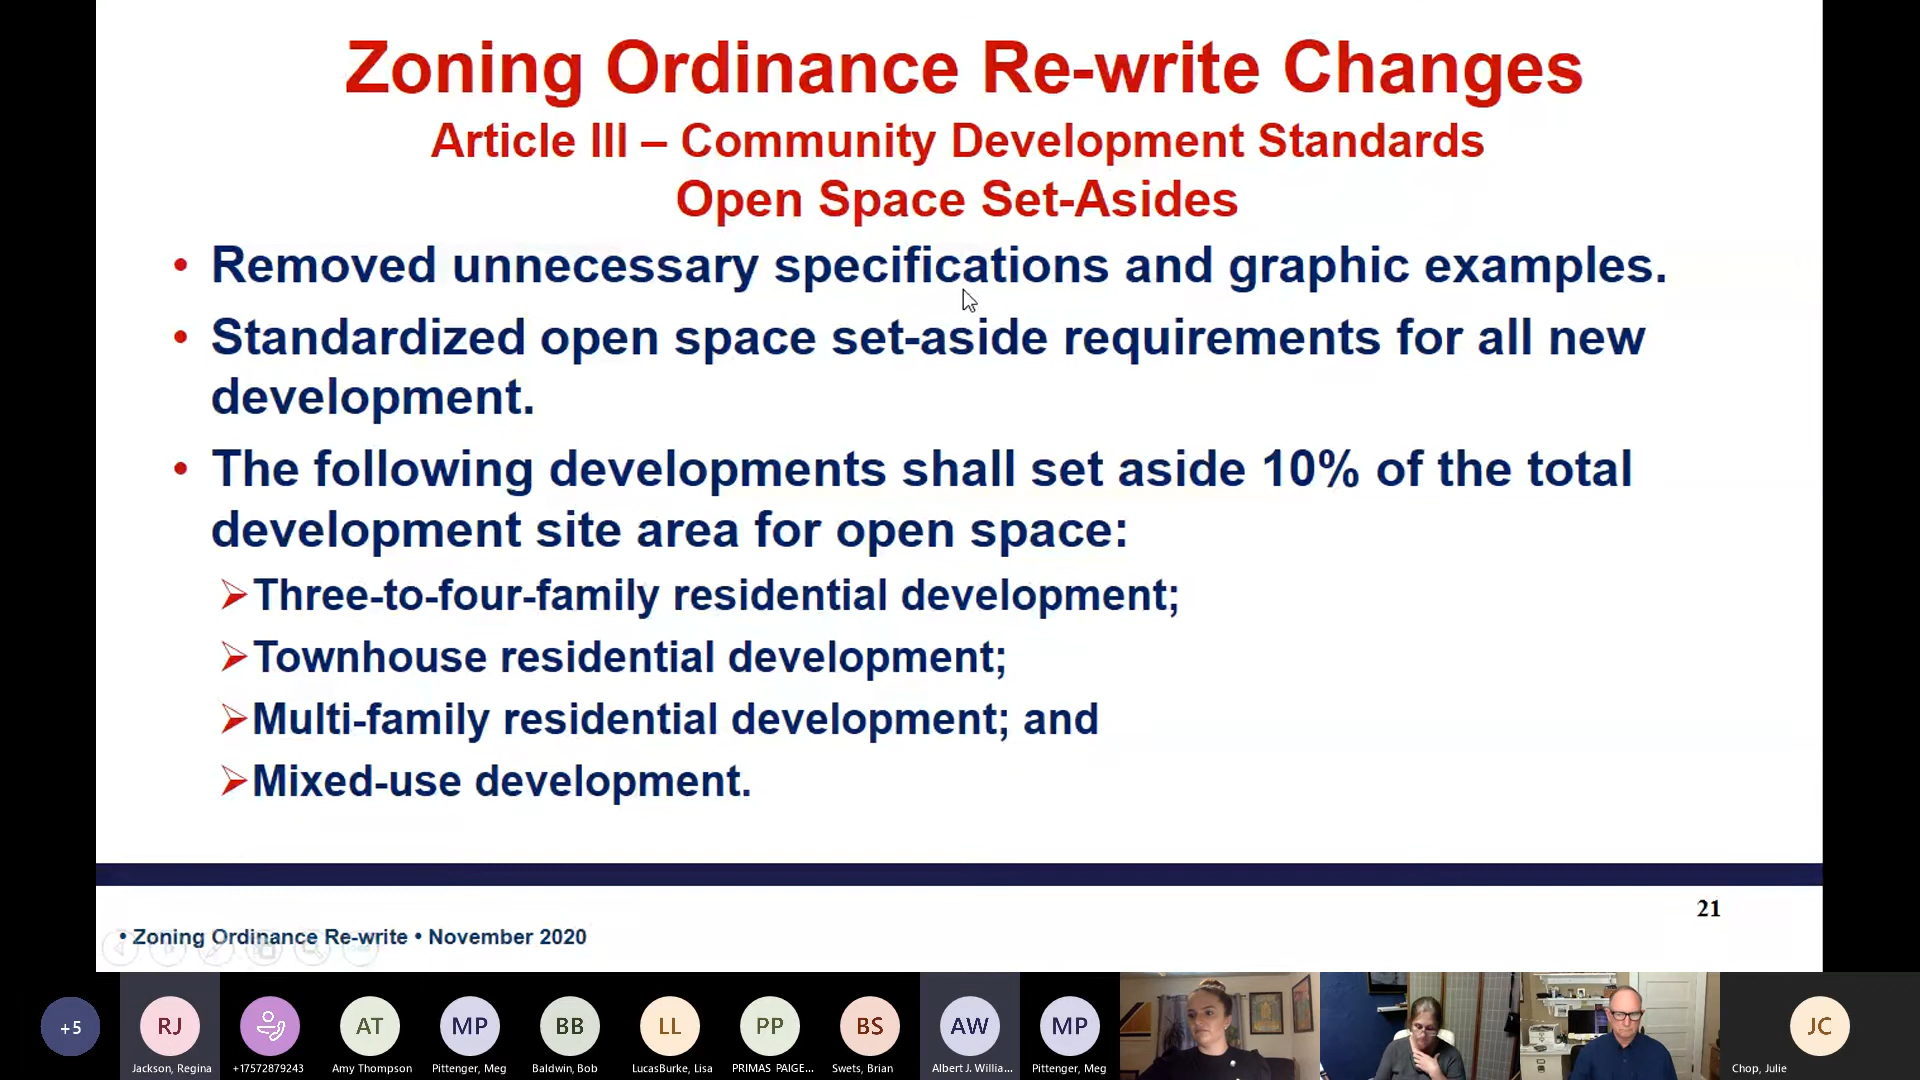 Zoning Ordinance Re-write Changes
Article III – Community Development Standards
Open Space Set-Asides
• Removed unnecessary specifications and graphic examples.
• Standardized open space set-aside requirements for all new
development.
• The following developments shall set aside 10% of the total
development site area for open space:
➢Three-to-four-family residential development;
➢Townhouse residential development;
➢Multi-family residential development; and
➢Mixed-use development.
21
• Zoning Ordinance Re-write • November 2020
+5
RJ
AT
MP
BB
LL
PP
BS
AW
MP
JC
Jackson, Regina
+17572879243
Amy Thompson
Pittenger, Meg
Baldwin, Bob
LucasBurke, Lisa
PRIMAS PAIGE...
Swets, Brian
Albert J. Willia...
Pittenger, Meg
Chop, Julie